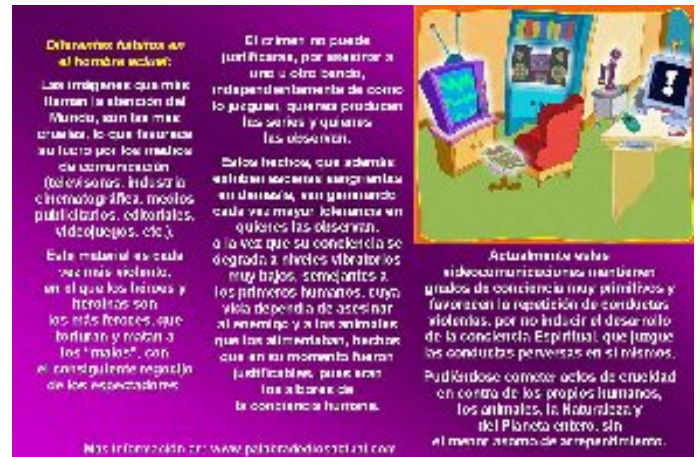 Diferentes hábitos en
el hombre actual:
Las imágenes que más
llaman la atención del
Mundo, son las más
crueles, lo que favorece
su lucro por los medios
de comunicación
(televisoras, industria
cinematográfica, medios
publicitarios, editoriales,
videojuegos, etc.).
Este material es cada
vez más violento,
en el que los héroes y
heroínas son
los más feroces, que
torturan y matan a
los "malos", con
el consiguiente regocijo
de los espectadores
El crimen no puede
justificarse, por asesinar a
uno u otro bando,
independientemente de como
lo juzguen, quienes producen
las series y quienes
las observan.
Estos hechos, que además
exhiben escenas sangrientas
en demasía, van generando
cada vez mayor tolerancia en
quienes las observan,
a la vez que su conciencia se
degrada a niveles vibratorios
muy bajos, semejantes a
los primeros humanos, cuya
vida dependía de asesinar
al enemigo y a los animales
que los alimentaban, hechos
que en su momento fueron
justificables, pues eran
los albores de
la conciencia humana.
Actualmente estas
videocomunicaciones mantienen
grados de conciencia muy primitivos y
favorecen la repetición de conductas
violentas, por no inducir el desarrollo
de la consciencia Espiritual, que juzgue
las conductas perversas en sí mismos.
Pudiéndose cometer actos de crueldad
en contra de los propios humanos,
los animales, la Naturaleza y
del Planeta entero, sin
el menor asomo de arrepentimiento.
Mas información en: www.palabradediosactual.com